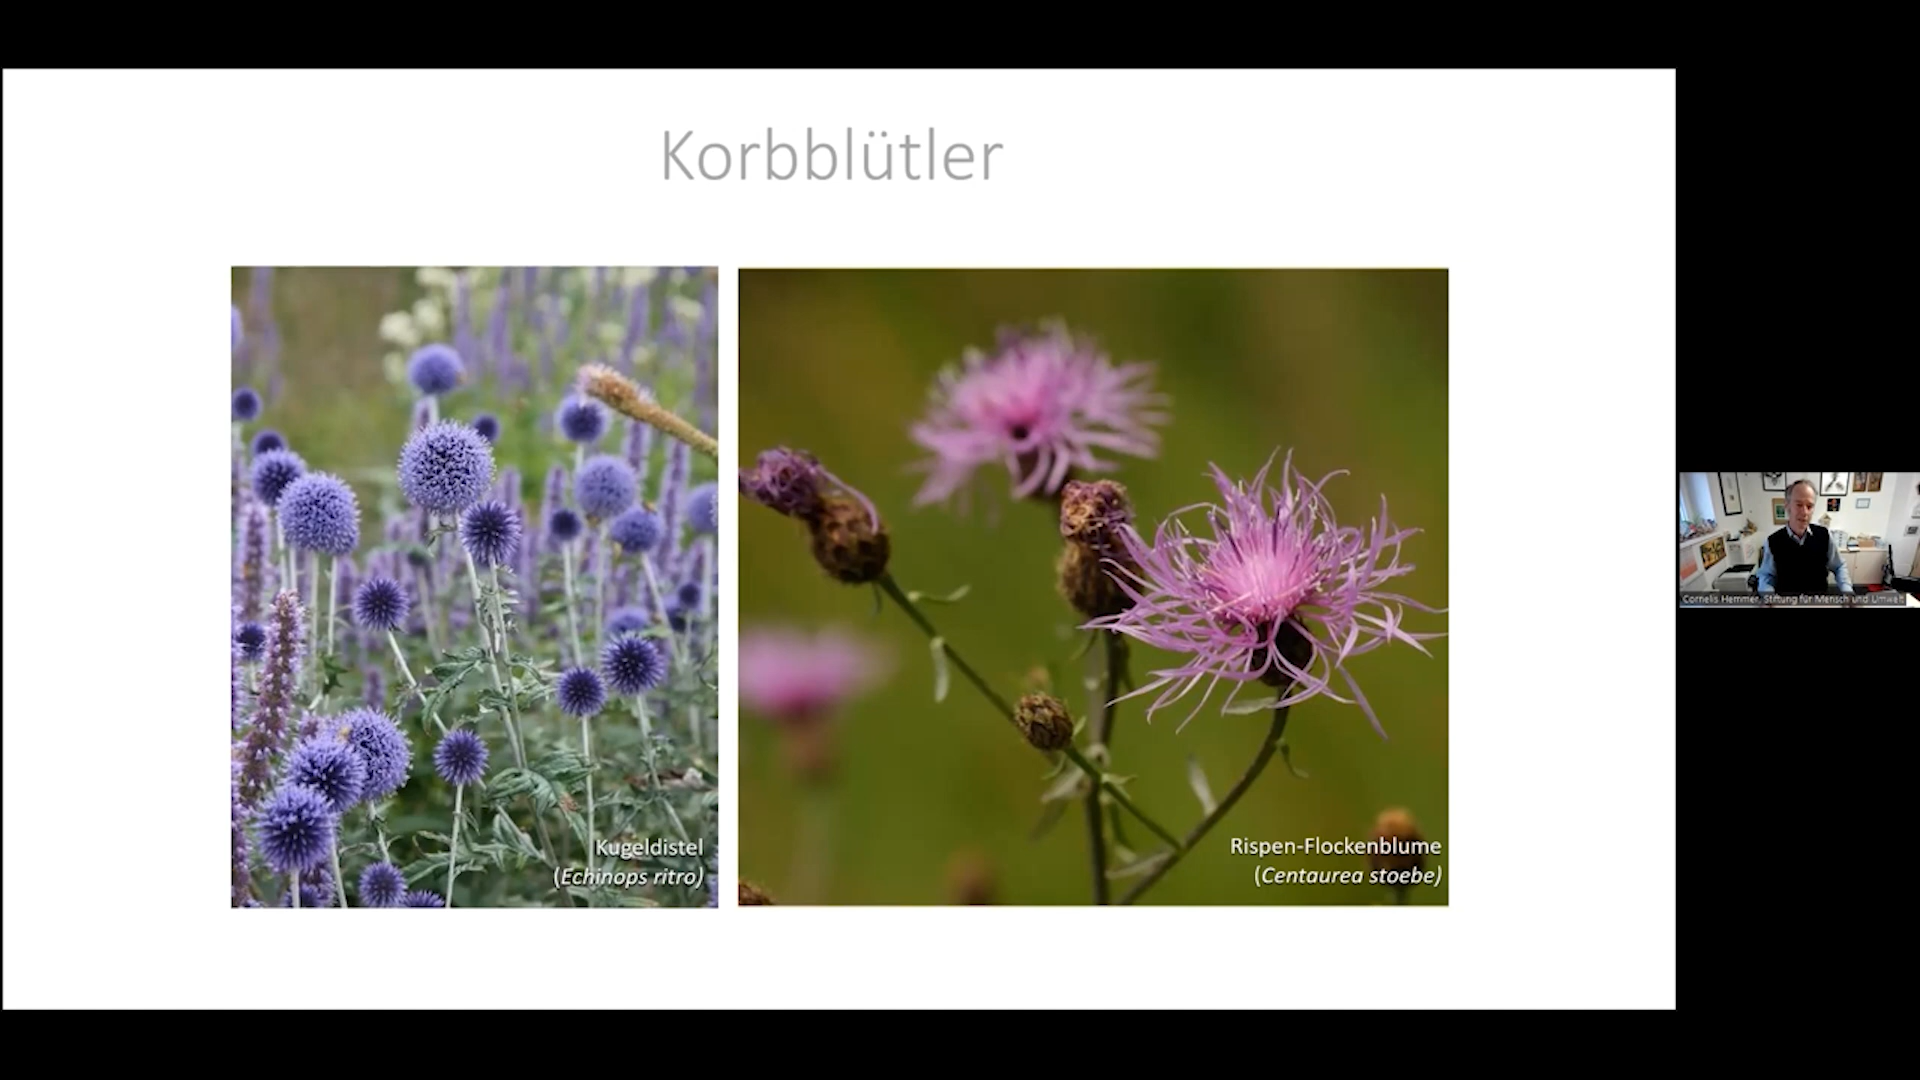 Korbblütler
Kugeldistel
(Echinops ritro)
Rispen-Flockenblume
(Centaurea stoebe)
Cornelis Hemmer, Stiftung für Mensch und Umwelt